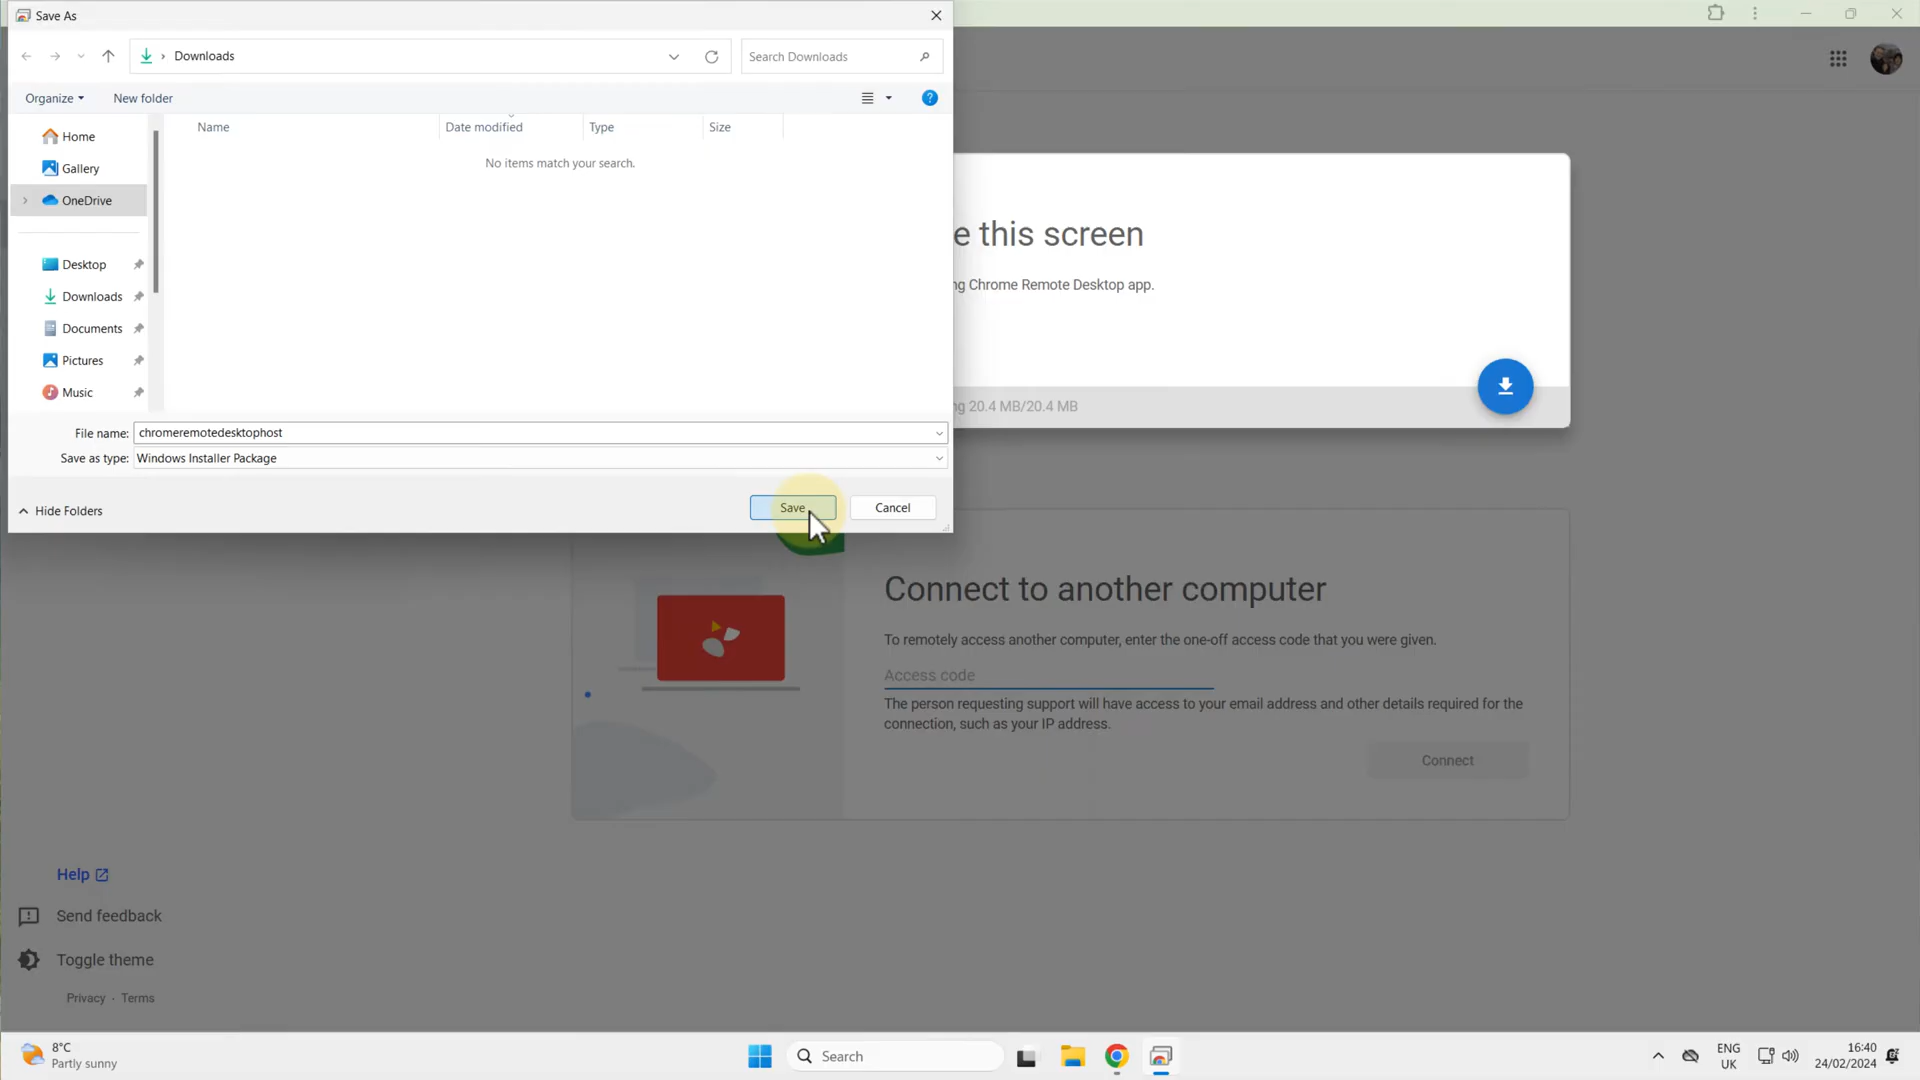 Save As
Downloads
Search Downloads
Organize
New folder
?
Name
Date modified
Type
Size
No items match your search.
Home
Gallery
OneDrive
Desktop
Downloads
Documents
Pictures
Music
File name: chromeremotedesktophost
Save as type: Windows Installer Package
Hide Folders
Save
Cancel
e this screen
ng Chrome Remote Desktop app.
ng 20.4 MB/20.4 MB
Connect to another computer
To remotely access another computer, enter the one-off access code that you were given.
Access code
The person requesting support will have access to your email address and other details required for the
connection, such as your IP address.
Connect
Help
Send feedback
Toggle theme
Privacy · Terms
8°C
Partly sunny
Search
ENG
UK
16:40
24/02/2024